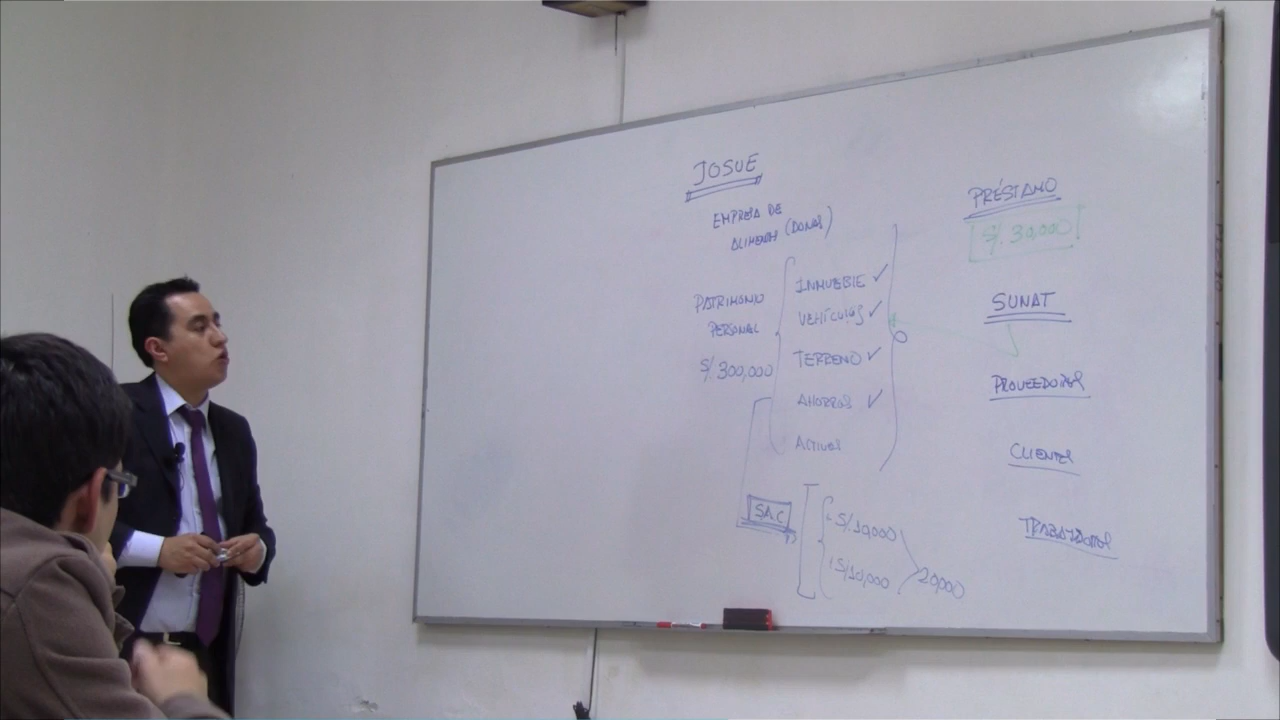 JOSUE
EMPRESA DE
ALIMENTOS (DONAS)
PATRIMONIO
PERSONAL
S/. 300,000
INMUEBLE ✓
VEHÍCULOS ✓
TERRENO ✓
AHORROS ✓
ACTIVOS
S.A.C
+ S/. 10,000
+ S/. 10,000
20,000
PRÉSTAMO
S/. 30,000
SUNAT
PROVEEDORES
CLIENTES
TRABAJADORES